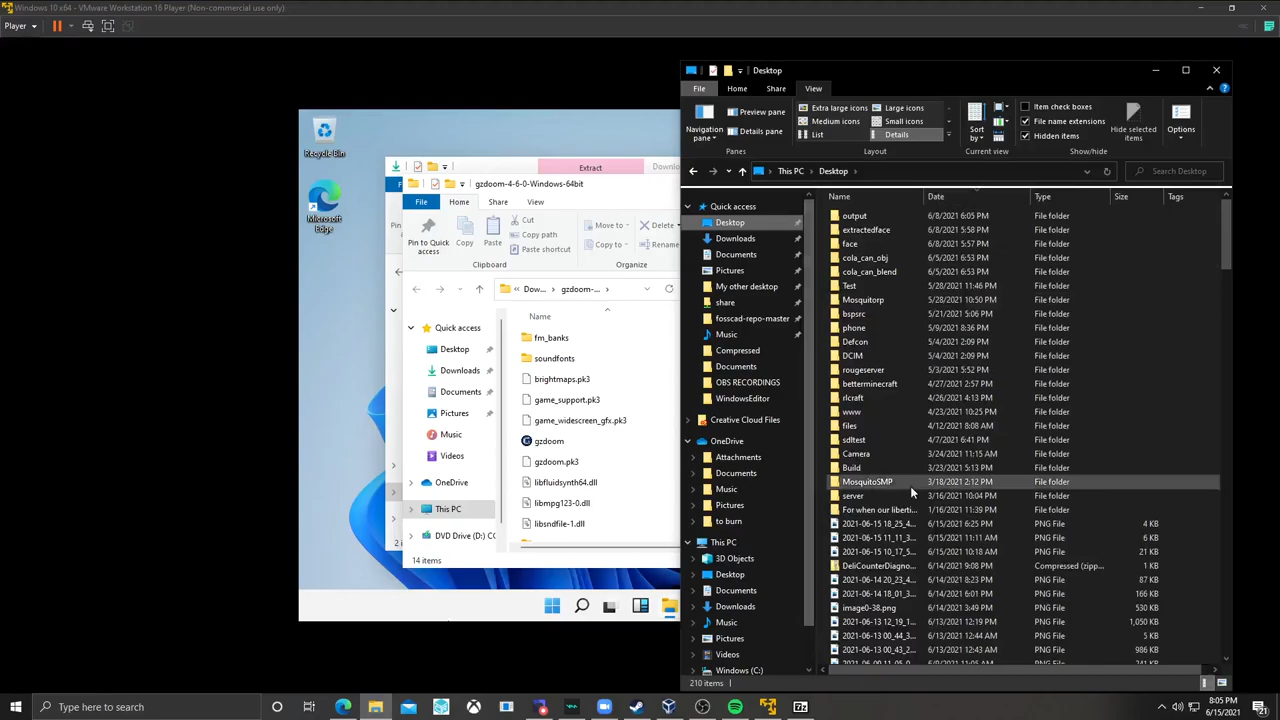 Windows 10 x64 - VMware Workstation 16 Player (Non-commercial use only)
Player
Recycle Bin
Microsoft Edge
Extract
Downloa
gzdoom-4-6-0-Windows-64bit
File
Home
Share
View
Pin to Quick access
Copy
Paste
Cut
Copy path
Paste shortcut
Clipboard
Move to
Copy to
Delete
Rename
Organize
Dow...
gzdoom-...
Name
Quick access
Desktop
Downloads
Documents
Pictures
Music
Videos
OneDrive
This PC
DVD Drive (D:) CC
fm_banks
soundfonts
brightmaps.pk3
game_support.pk3
game_widescreen_gfx.pk3
gzdoom
gzdoom.pk3
libfluidsynth64.dll
libmpg123-0.dll
libsndfile-1.dll
14 items
Desktop
File
Home
Share
View
Navigation pane
Preview pane
Details pane
Panes
Extra large icons
Large icons
Medium icons
Small icons
List
Details
Layout
Sort by
Current view
Item check boxes
File name extensions
Hidden items
Hide selected items
Show/hide
Options
This PC
Desktop
Search Desktop
Quick access
Desktop
Downloads
Documents
Pictures
My other desktop
share
fosscad-repo-master
Music
Compressed
Documents
OBS RECORDINGS
WindowsEditor
Creative Cloud Files
OneDrive
Attachments
Documents
Music
Pictures
to burn
This PC
3D Objects
Desktop
Documents
Downloads
Music
Pictures
Videos
Windows (C:)
Name Date Type Size Tags
output 6/8/2021 6:05 PM File folder
extractedface 6/8/2021 5:58 PM File folder
face 6/8/2021 5:57 PM File folder
cola_can_obj 6/5/2021 6:53 PM File folder
cola_can_blend 6/5/2021 6:53 PM File folder
Test 5/28/2021 11:46 PM File folder
Mosquitorp 5/28/2021 10:50 PM File folder
bspsrc 5/21/2021 5:06 PM File folder
phone 5/9/2021 8:36 PM File folder
Defcon 5/4/2021 2:09 PM File folder
DCIM 5/4/2021 2:09 PM File folder
rougeserver 5/3/2021 5:52 PM File folder
betterminecraft 4/27/2021 2:57 PM File folder
rlcraft 4/26/2021 4:13 PM File folder
www 4/23/2021 10:25 PM File folder
files 4/12/2021 8:08 AM File folder
sdltest 4/7/2021 6:41 PM File folder
Camera 3/24/2021 11:15 AM File folder
Build 3/23/2021 5:13 PM File folder
MosquitoSMP 3/18/2021 2:12 PM File folder
server 3/16/2021 10:04 PM File folder
For when our liberti... 1/16/2021 11:39 PM File folder
2021-06-15 18_25_4... 6/15/2021 6:25 PM PNG File 4 KB
2021-06-15 11_11_3... 6/15/2021 11:11 AM PNG File 6 KB
2021-06-15 10_17_5... 6/15/2021 10:18 AM PNG File 21 KB
DeliCounterDiagno... 6/14/2021 9:08 PM Compressed (zipp... 1 KB
2021-06-14 20_23_4... 6/14/2021 8:23 PM PNG File 87 KB
2021-06-14 18_01_3... 6/14/2021 6:01 PM PNG File 166 KB
image0-38.png 6/14/2021 3:49 PM PNG File 530 KB
2021-06-13 12_19_1... 6/13/2021 12:19 PM PNG File 1,050 KB
2021-06-13 00_44_3... 6/13/2021 12:44 AM PNG File 5 KB
2021-06-13 00_43_2... 6/13/2021 12:43 AM PNG File 986 KB
210 items
Type here to search
8:05 PM
6/15/2021
21